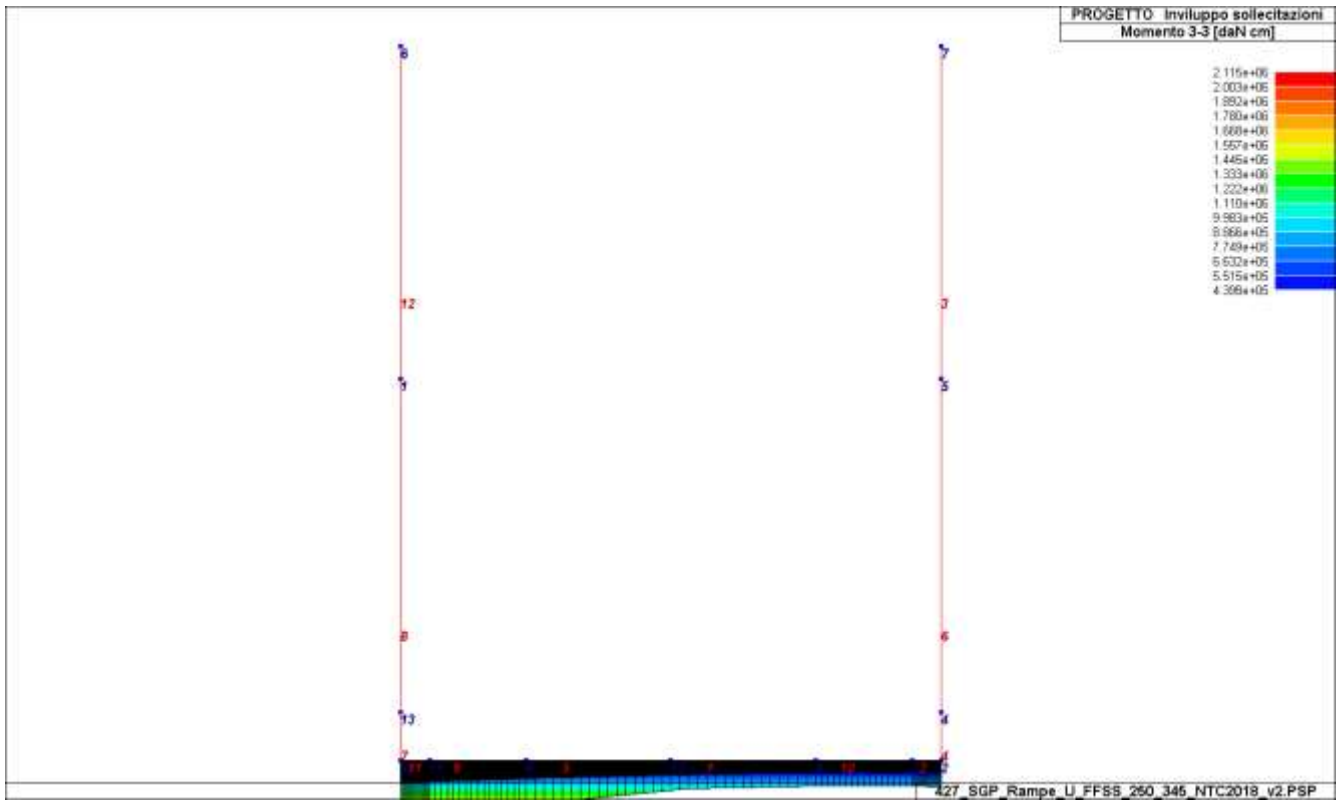 PROGETTO Inviluppo sollecitazioni
Momento 3-3 [daN cm]
2.115e+06
2.003e+06
1.892e+06
1.780e+06
1.668e+06
1.557e+06
1.445e+06
1.333e+06
1.222e+06
1.110e+06
9.983e+05
8.866e+05
7.749e+05
6.632e+05
5.515e+05
4.398e+05
7
12
3
1
5
6
13
4
7
427_SGP_Rampe_U_FFSS_260_345_NTC2018_v2.PSP